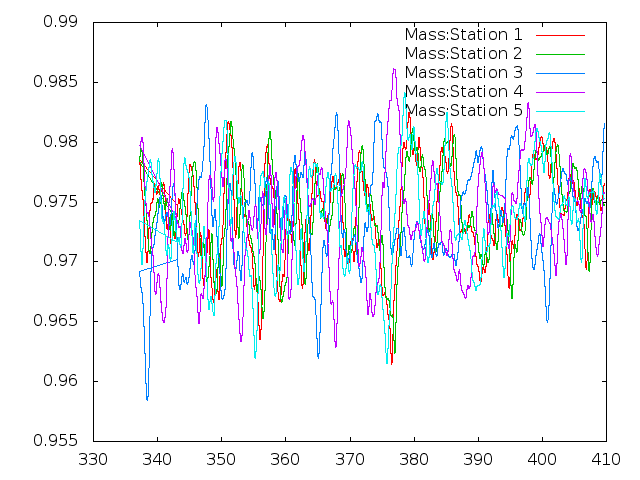 0.99
0.985
0.98
0.975
0.97
0.965
0.96
0.955
330 340 350 360 370 380 390 400 410
Mass:Station 1
Mass:Station 2
Mass:Station 3
Mass:Station 4
Mass:Station 5